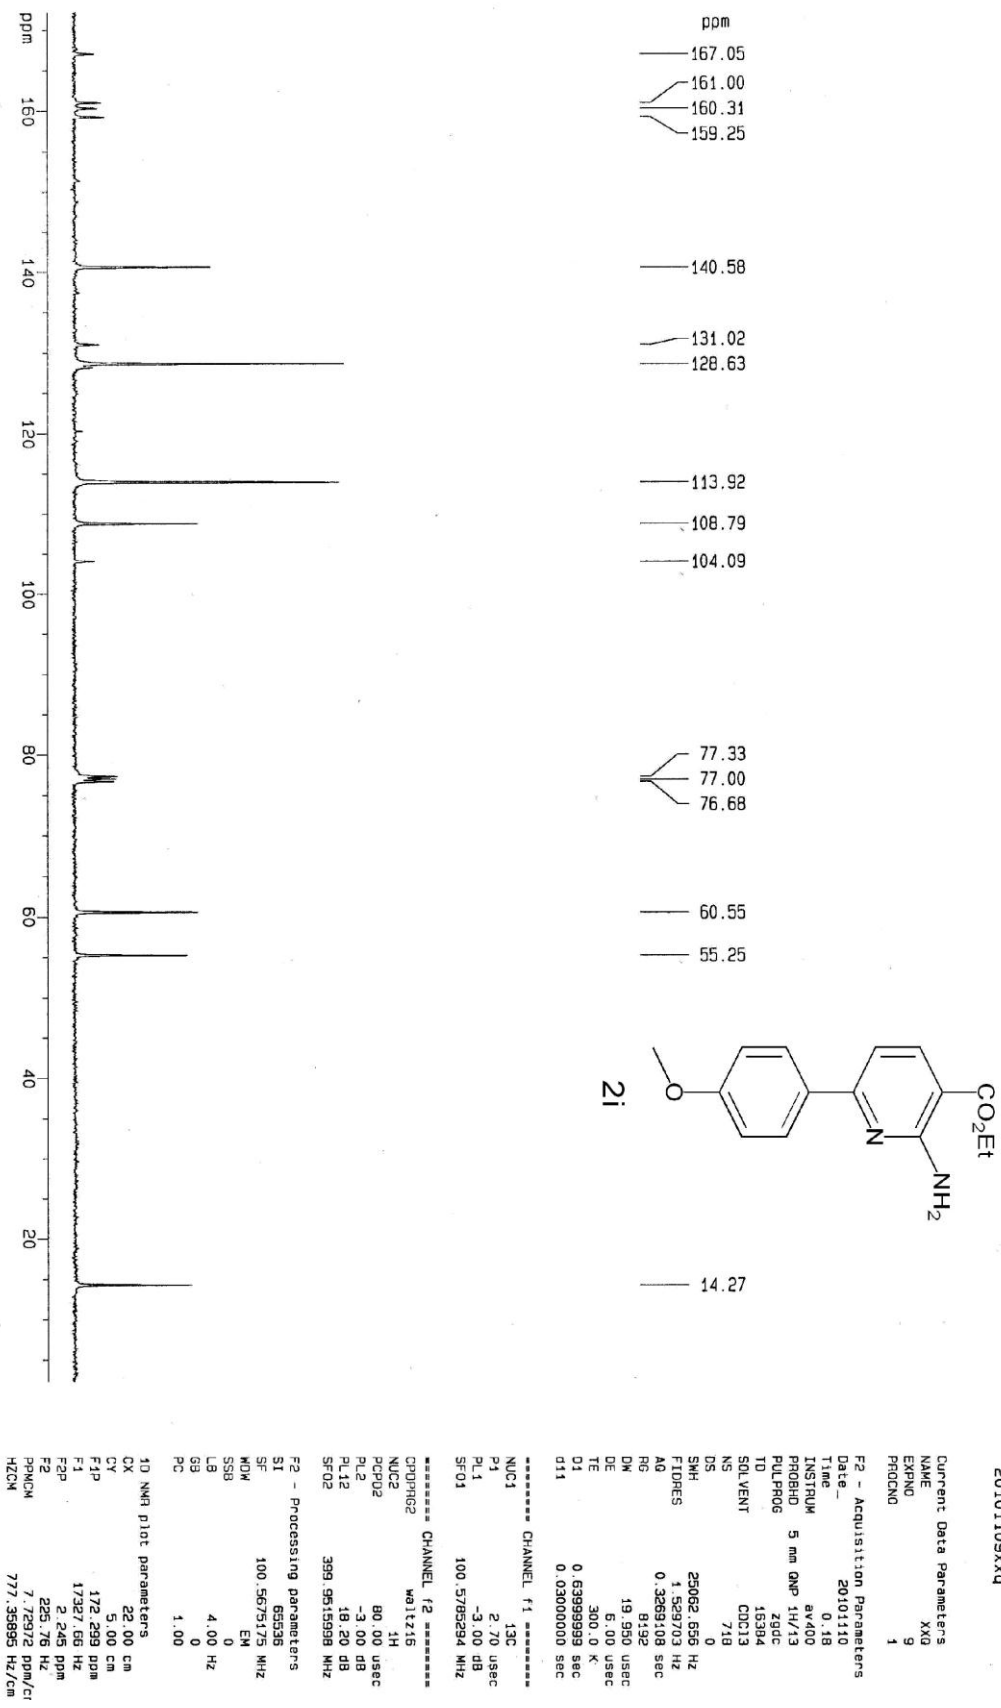 ppm
167.05
161.00
160.31
159.25
140.58
131.02
128.63
113.92
108.79
104.09
77.33
77.00
76.68
60.55
55.25
14.27
ppm
160
140
120
100
80
60
40
20
CO2Et
NH2
N
O
2i
Current Data Parameters
NAME XXQ
EXPNO 9
PROCNO 1
F2 - Acquisition Parameters
Date_ 20101110
Time 0.18
INSTRUM av400
PROBHD 5 mm QNP 1H/13
PULPROG zgdc
TD 16384
SOLVENT CDCl3
NS 718
DS 0
SWH 25062.656 Hz
FIDRES 1.529703 Hz
AQ 0.3269108 sec
RG 8192
DW 19.950 usec
DE 6.00 usec
TE 300.0 K
D1 0.63999999 sec
d11 0.03000000 sec
======== CHANNEL f1 ========
NUC1 13C
P1 2.70 usec
PL1 -3.00 dB
SFO1 100.5785294 MHz
======== CHANNEL f2 ========
CPDPRG2 waltz16
NUC2 1H
PCPD2 80.00 usec
PL2 -3.00 dB
PL12 18.20 dB
SFO2 399.9515998 MHz
F2 - Processing parameters
SI 65536
SF 100.5675175 MHz
WDW EM
SSB 0
LB 4.00 Hz
GB 0
PC 1.00
1D NMR plot parameters
CX 22.00 cm
CY 5.00 cm
F1P 172.299 ppm
F1 17327.66 Hz
F2P 2.245 ppm
F2 225.76 Hz
PPMCM 7.72972 ppm/c
HZCM 777.35895 Hz/cm